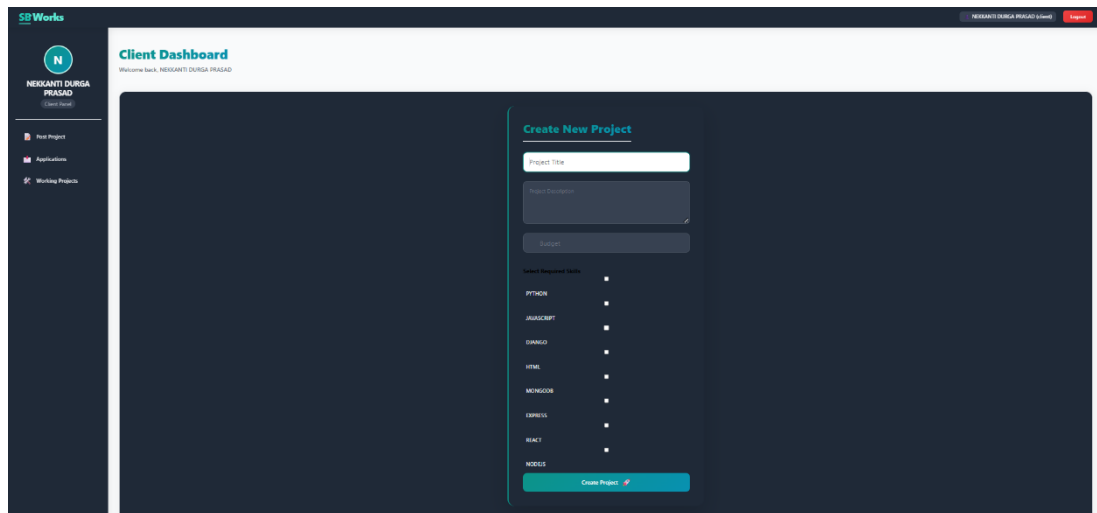 SBWorks
NEKKANTI DURGA PRASAD (client)
Logout
N
NEKKANTI DURGA
PRASAD
Client Panel
Post Project
Applications
Working Projects
Client Dashboard
Welcome back, NEKKANTI DURGA PRASAD
Create New Project
Project Title
Project Description
Budget
Select Required Skills
PYTHON
JAVASCRIPT
DJANGO
HTML
MONGODB
EXPRESS
REACT
NODEJS
Create Project